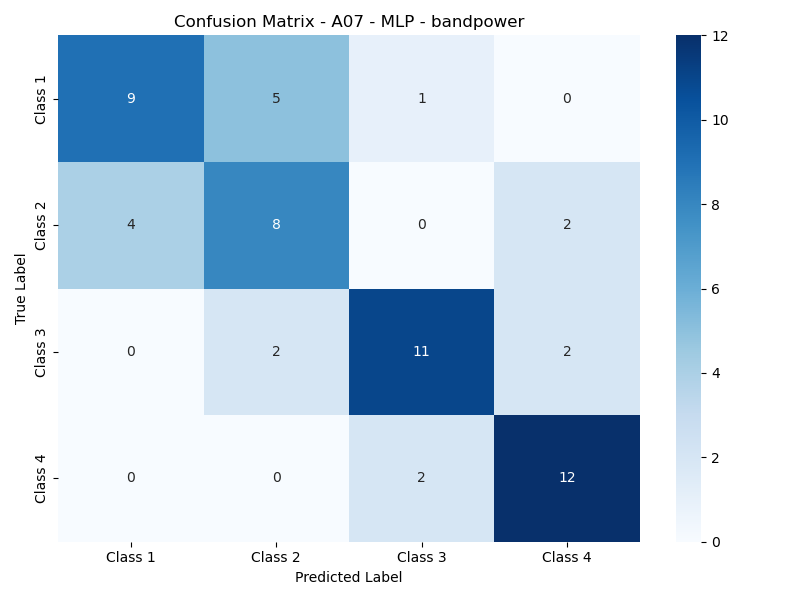 Confusion Matrix - A07 - MLP - bandpower
True Label
Class 1
9 5 1 0
Class 2
4 8 0 2
Class 3
0 2 11 2
Class 4
0 0 2 12
Class 1 Class 2 Class 3 Class 4
Predicted Label
12
10
8
6
4
2
0